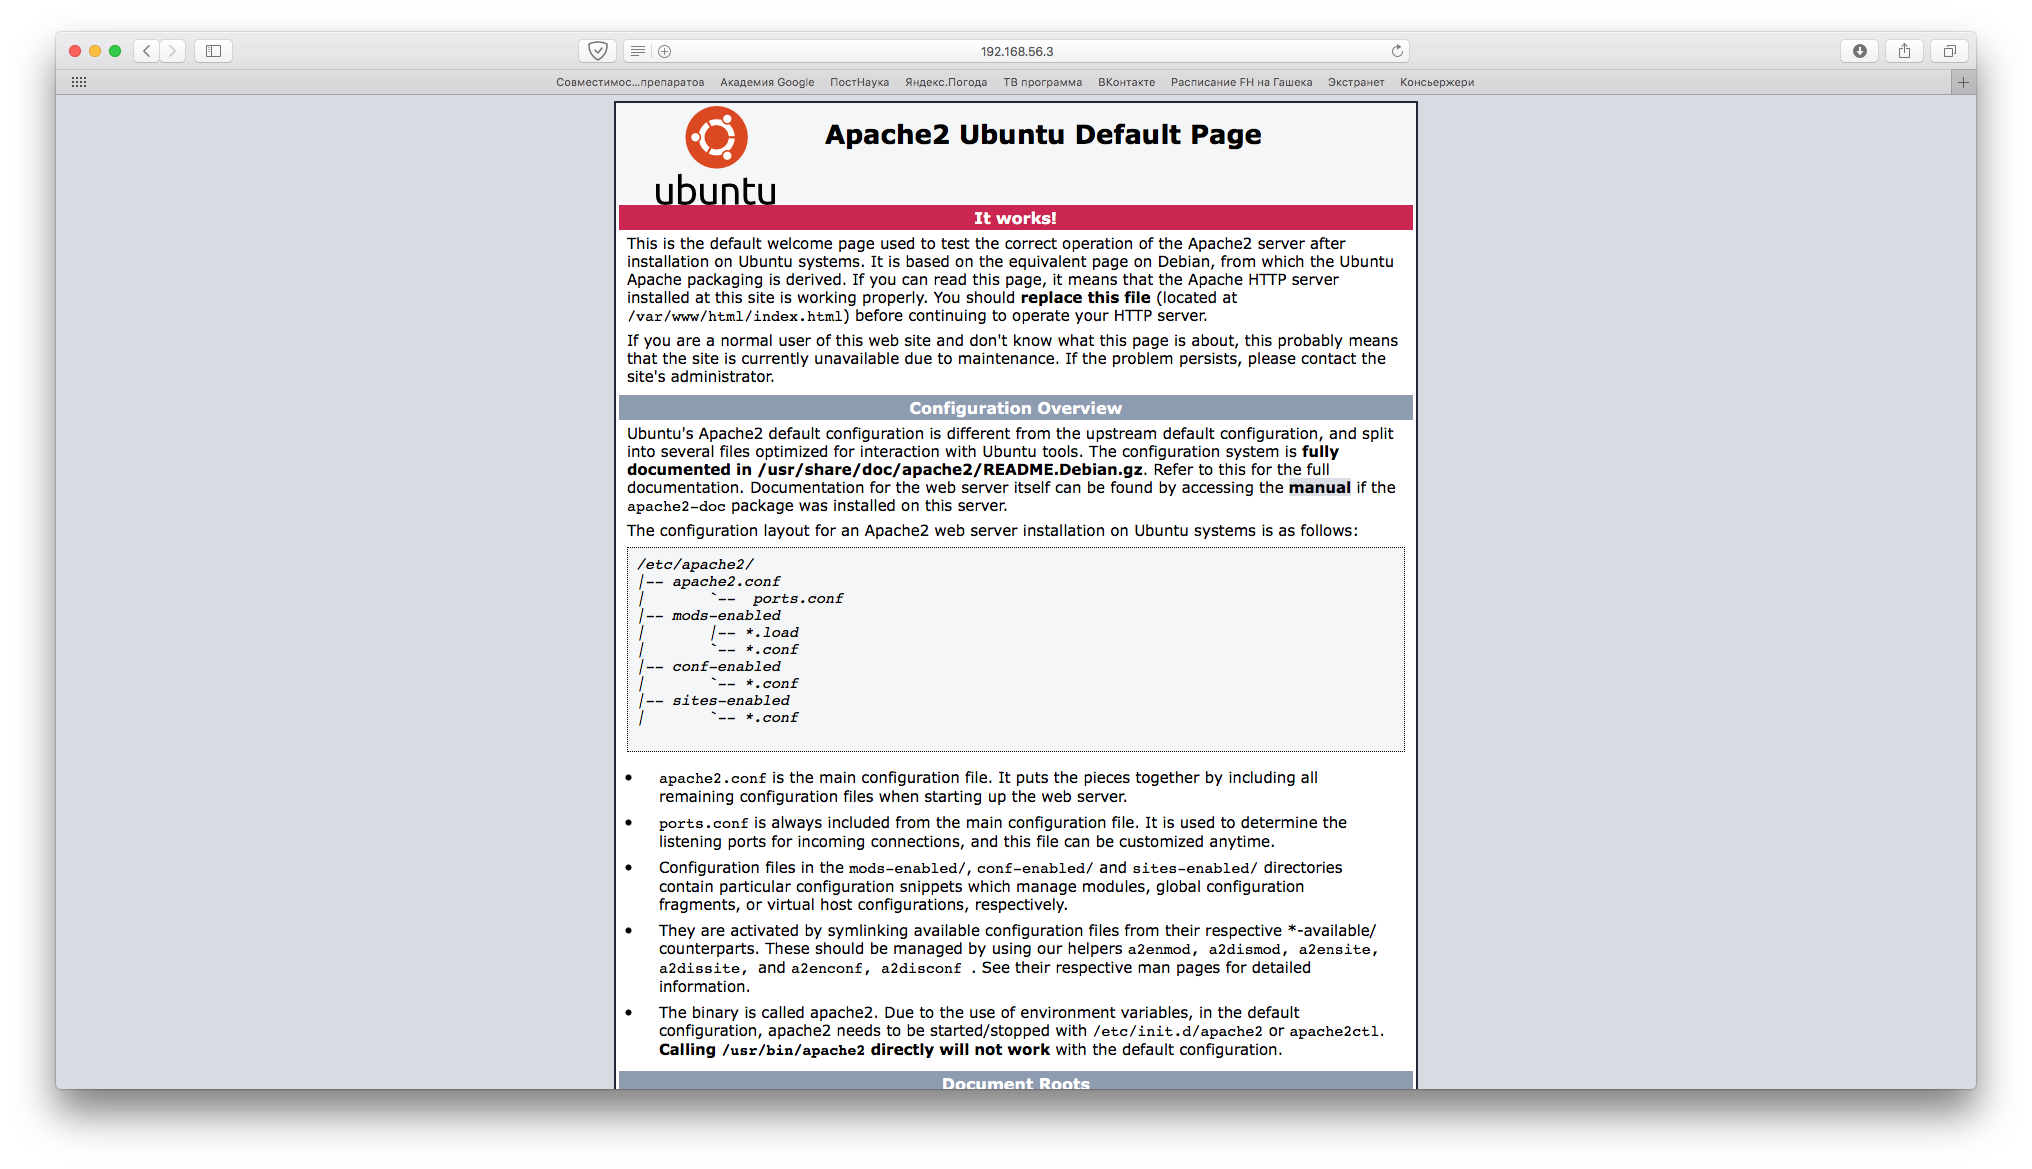 192.168.56.3
Совместимос...препаратов Академия Google ПостНаука Яндекс.Погода ТВ программа ВКонтакте Расписание FH на Гашека Экстранет Консьержери
ubuntu
Apache2 Ubuntu Default Page
It works!
This is the default welcome page used to test the correct operation of the Apache2 server after
installation on Ubuntu systems. It is based on the equivalent page on Debian, from which the Ubuntu
Apache packaging is derived. If you can read this page, it means that the Apache HTTP server
installed at this site is working properly. You should replace this file (located at
/var/www/html/index.html) before continuing to operate your HTTP server.
If you are a normal user of this web site and don't know what this page is about, this probably means
that the site is currently unavailable due to maintenance. If the problem persists, please contact the
site's administrator.
Configuration Overview
Ubuntu's Apache2 default configuration is different from the upstream default configuration, and split
into several files optimized for interaction with Ubuntu tools. The configuration system is fully
documented in /usr/share/doc/apache2/README.Debian.gz. Refer to this for the full
documentation. Documentation for the web server itself can be found by accessing the manual if the
apache2-doc package was installed on this server.
The configuration layout for an Apache2 web server installation on Ubuntu systems is as follows:
/etc/apache2/
|-- apache2.conf
|       `--  ports.conf
|-- mods-enabled
|       |-- *.load
|       `-- *.conf
|-- conf-enabled
|       `-- *.conf
|-- sites-enabled
|       `-- *.conf
• apache2.conf is the main configuration file. It puts the pieces together by including all
remaining configuration files when starting up the web server.
• ports.conf is always included from the main configuration file. It is used to determine the
listening ports for incoming connections, and this file can be customized anytime.
• Configuration files in the mods-enabled/, conf-enabled/ and sites-enabled/ directories
contain particular configuration snippets which manage modules, global configuration
fragments, or virtual host configurations, respectively.
• They are activated by symlinking available configuration files from their respective *-available/
counterparts. These should be managed by using our helpers a2enmod, a2dismod, a2ensite,
a2dissite, and a2enconf, a2disconf . See their respective man pages for detailed
information.
• The binary is called apache2. Due to the use of environment variables, in the default
configuration, apache2 needs to be started/stopped with /etc/init.d/apache2 or apache2ctl.
Calling /usr/bin/apache2 directly will not work with the default configuration.
Document Roots